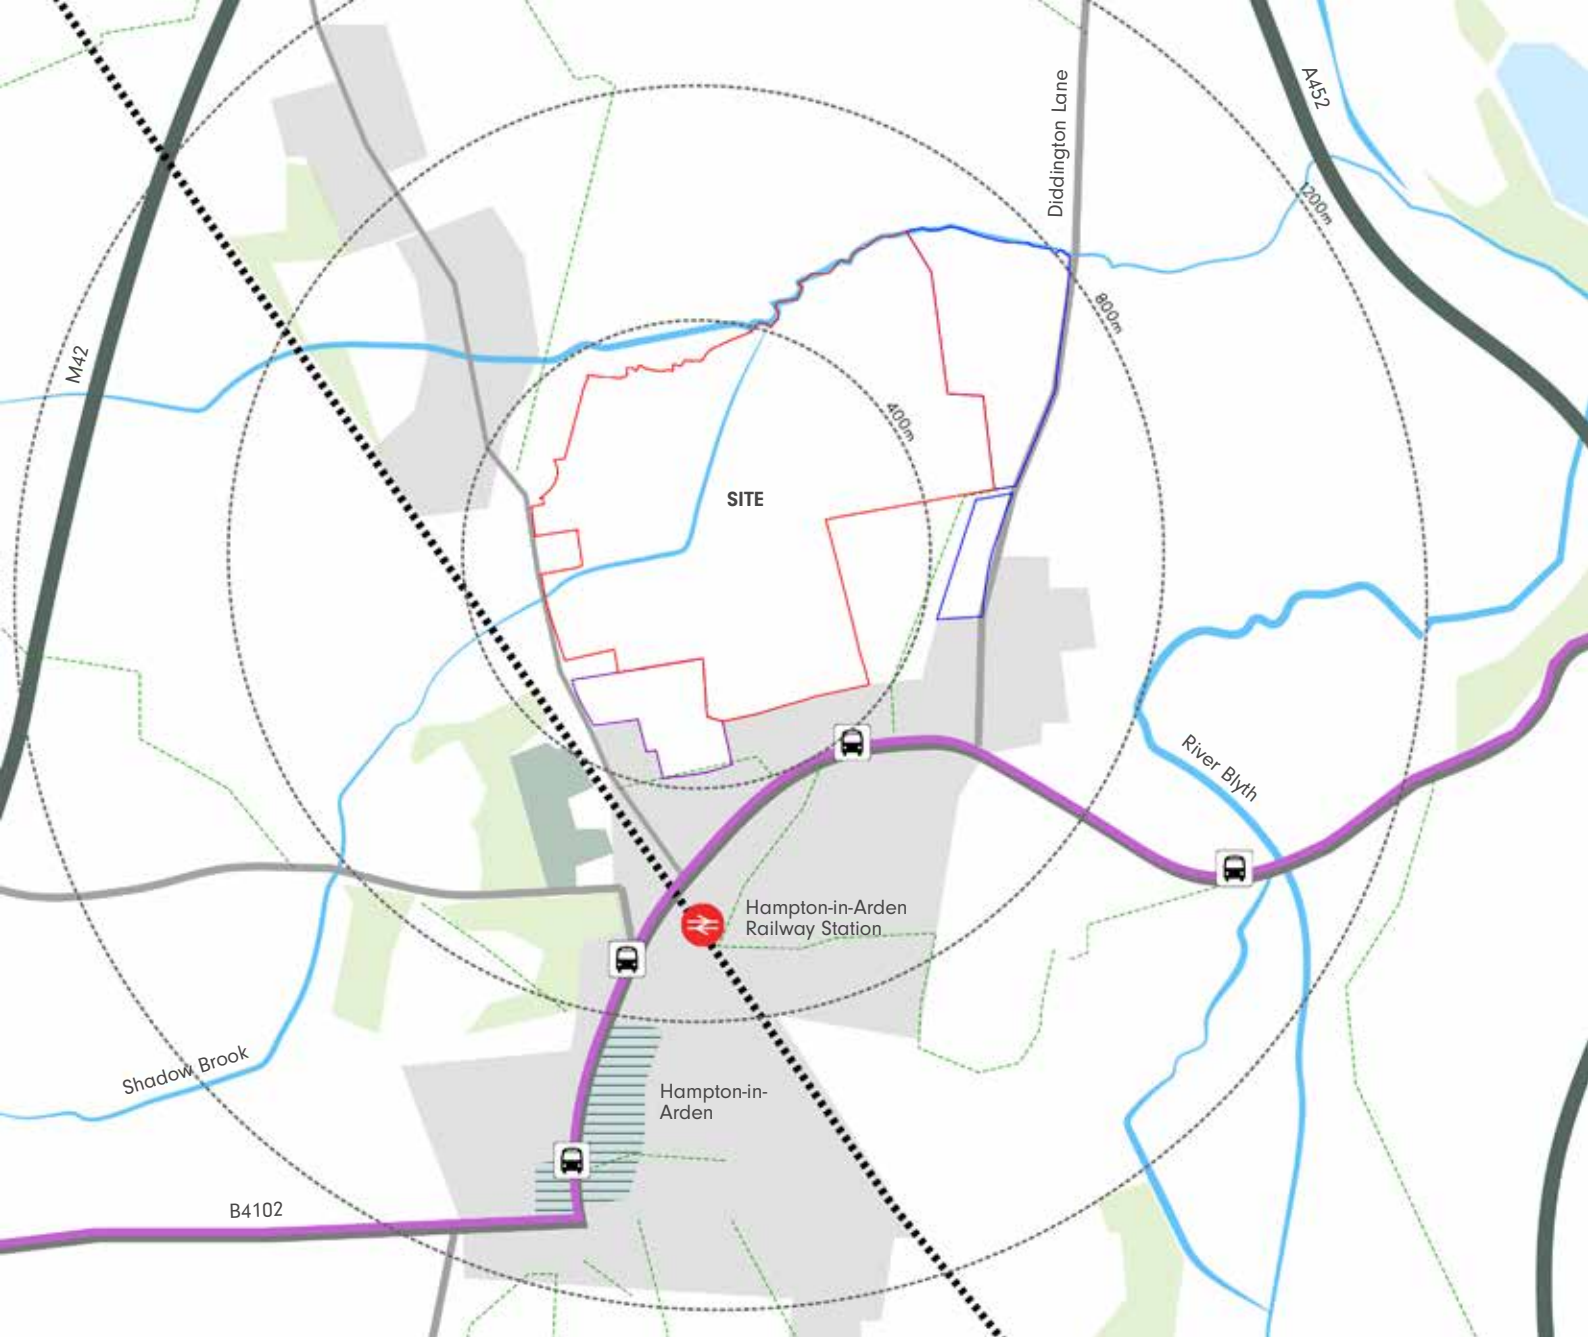 A452
Diddington Lane
1200m
800m
M42
400m
SITE
River Blyth
Hampton-in-Arden
Railway Station
Shadow Brook
Hampton-in-
Arden
B4102